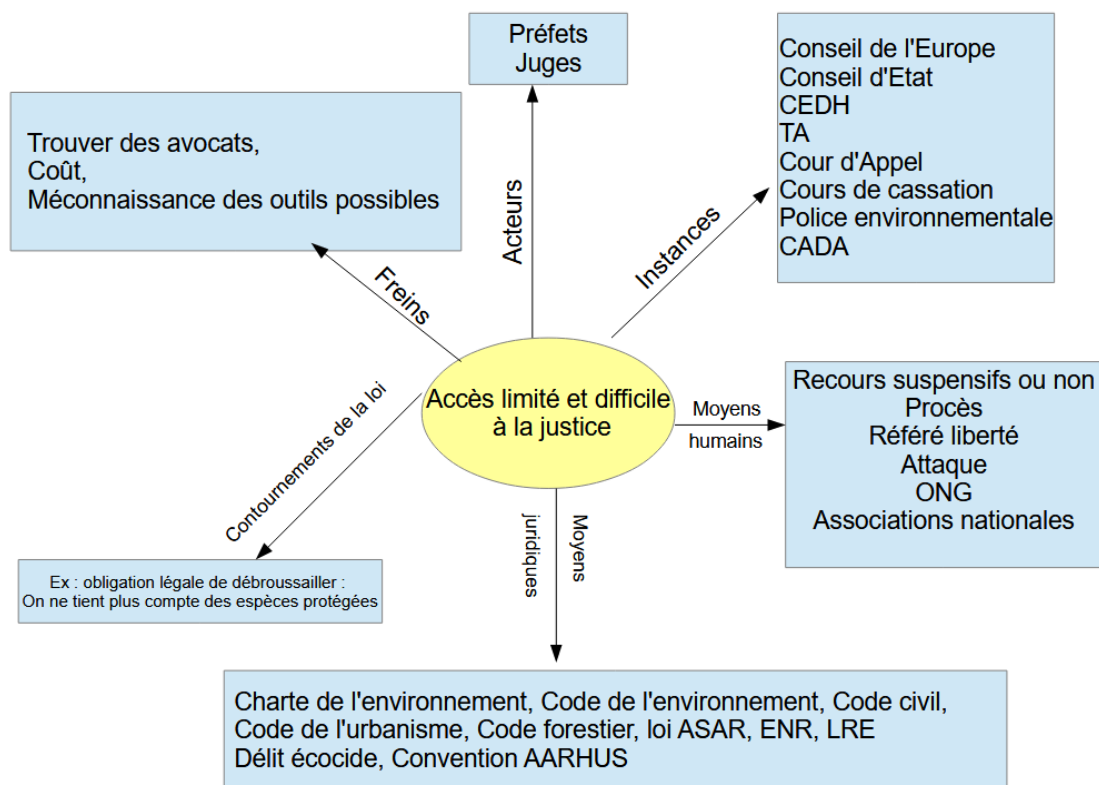 Préfets
Juges
Conseil de l'Europe
Conseil d'Etat
CEDH
TA
Cour d'Appel
Cours de cassation
Police environnementale
CADA
Trouver des avocats,
Coût,
Méconnaissance des outils possibles
Acteurs
Instances
Freins
Accès limité et difficile
à la justice
Moyens
humains
Recours suspensifs ou non
Procès
Référé liberté
Attaque
ONG
Associations nationales
Contournements de la loi
Moyens
juridiques
Ex : obligation légale de débroussailler :
On ne tient plus compte des espèces protégées
Charte de l'environnement, Code de l'environnement, Code civil,
Code de l'urbanisme, Code forestier, loi ASAR, ENR, LRE
Délit écocide, Convention AARHUS